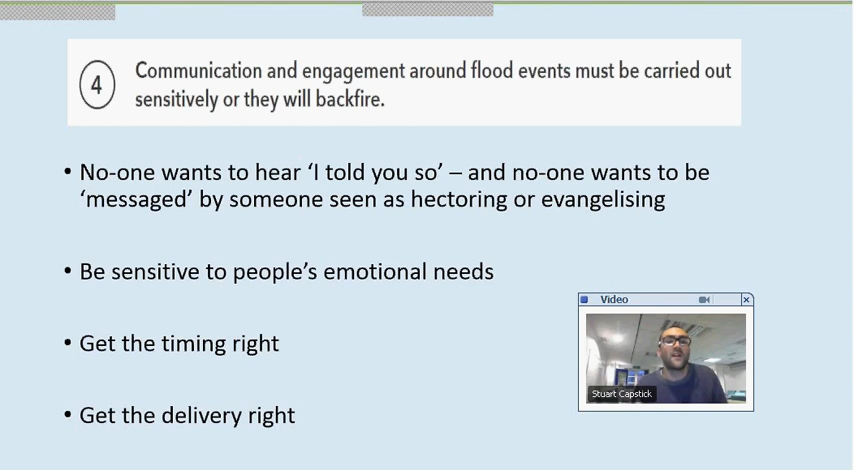 4
Communication and engagement around flood events must be carried out
sensitively or they will backfire.
• No-one wants to hear ‘I told you so’ – and no-one wants to be
‘messaged’ by someone seen as hectoring or evangelising
• Be sensitive to people’s emotional needs
• Get the timing right
• Get the delivery right
Video
Stuart Capstick